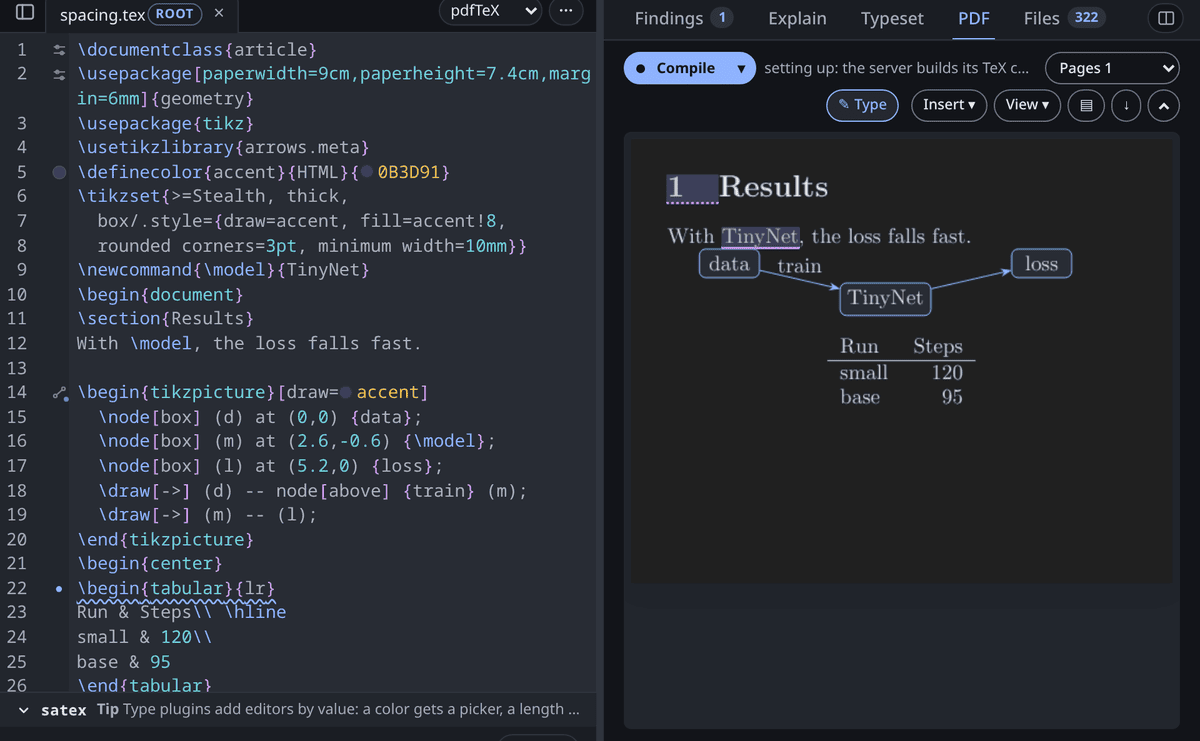 spacing.tex ROOT ×
pdfTeX
1 \documentclass{article}
2 \usepackage[paperwidth=9cm,paperheight=7.4cm,marg
in=6mm]{geometry}
3 \usepackage{tikz}
4 \usetikzlibrary{arrows.meta}
5 \definecolor{accent}{HTML}{0B3D91}
6 \tikzset{>=Stealth, thick,
7 box/.style={draw=accent, fill=accent!8,
8 rounded corners=3pt, minimum width=10mm}}
9 \newcommand{\model}{TinyNet}
10 \begin{document}
11 \section{Results}
12 With \model, the loss falls fast.
13
14 \begin{tikzpicture}[draw=accent]
15 \node[box] (d) at (0,0) {data};
16 \node[box] (m) at (2.6,-0.6) {\model};
17 \node[box] (l) at (5.2,0) {loss};
18 \draw[->] (d) -- node[above] {train} (m);
19 \draw[->] (m) -- (l);
20 \end{tikzpicture}
21 \begin{center}
22 \begin{tabular}{lr}
23 Run & Steps\\ \hline
24 small & 120\\
25 base & 95
26 \end{tabular}
satex Tip Type plugins add editors by value: a color gets a picker, a length ...
Findings 1 Explain Typeset PDF Files 322
Compile ▾ setting up: the server builds its TeX c... Pages 1
✎ Type Insert ▾ View ▾
1 Results
With TinyNet, the loss falls fast.
data train loss
TinyNet
Run Steps
small 120
base 95